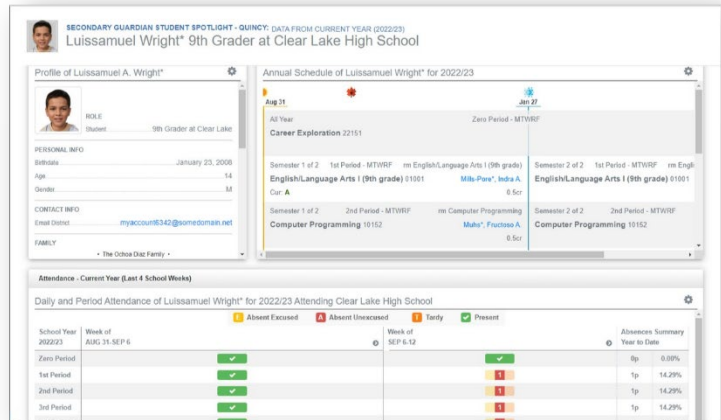 SECONDARY GUARDIAN STUDENT SPOTLIGHT - QUINCY: DATA FROM CURRENT YEAR (2022/23)
Luissamuel Wright* 9th Grader at Clear Lake High School
Profile of Luissamuel A. Wright*
ROLE
Student 9th Grader at Clear Lake
PERSONAL INFO
Birthdate January 23, 2008
Age 14
Gender M
CONTACT INFO
Email District myaccount6342@somedomain.net
FAMILY
• The Ochoa Diaz Family •
Annual Schedule of Luissamuel Wright* for 2022/23
Aug 31 Jan 27
All Year Zero Period - MTWRF
Career Exploration 22151
Semester 1 of 2 1st Period - MTWRF rm English/Language Arts I (9th grade) Semester 2 of 2 1st Period - MTWRF rm Engli
English/Language Arts I (9th grade) 01001 Mills-Pore*, Indra A. English/Language Arts I (9th grade) 01001
Cur: A 0.5cr
Semester 1 of 2 2nd Period - MTWRF rm Computer Programming Semester 2 of 2 2nd Period - MTWRF
Computer Programming 10152 Muhs*, Fructoso A. Computer Programming 10152
0.5cr
Attendance - Current Year (Last 4 School Weeks)
Daily and Period Attendance of Luissamuel Wright* for 2022/23 Attending Clear Lake High School
E Absent Excused A Absent Unexcused T Tardy Present
School Year Week of Week of Absences Summary
2022/23 AUG 31-SEP 6 SEP 6-12 Year to Date
Zero Period 0p 0.00%
1st Period 1 1p 14.29%
2nd Period 1 1p 14.29%
3rd Period 1 1p 14.29%